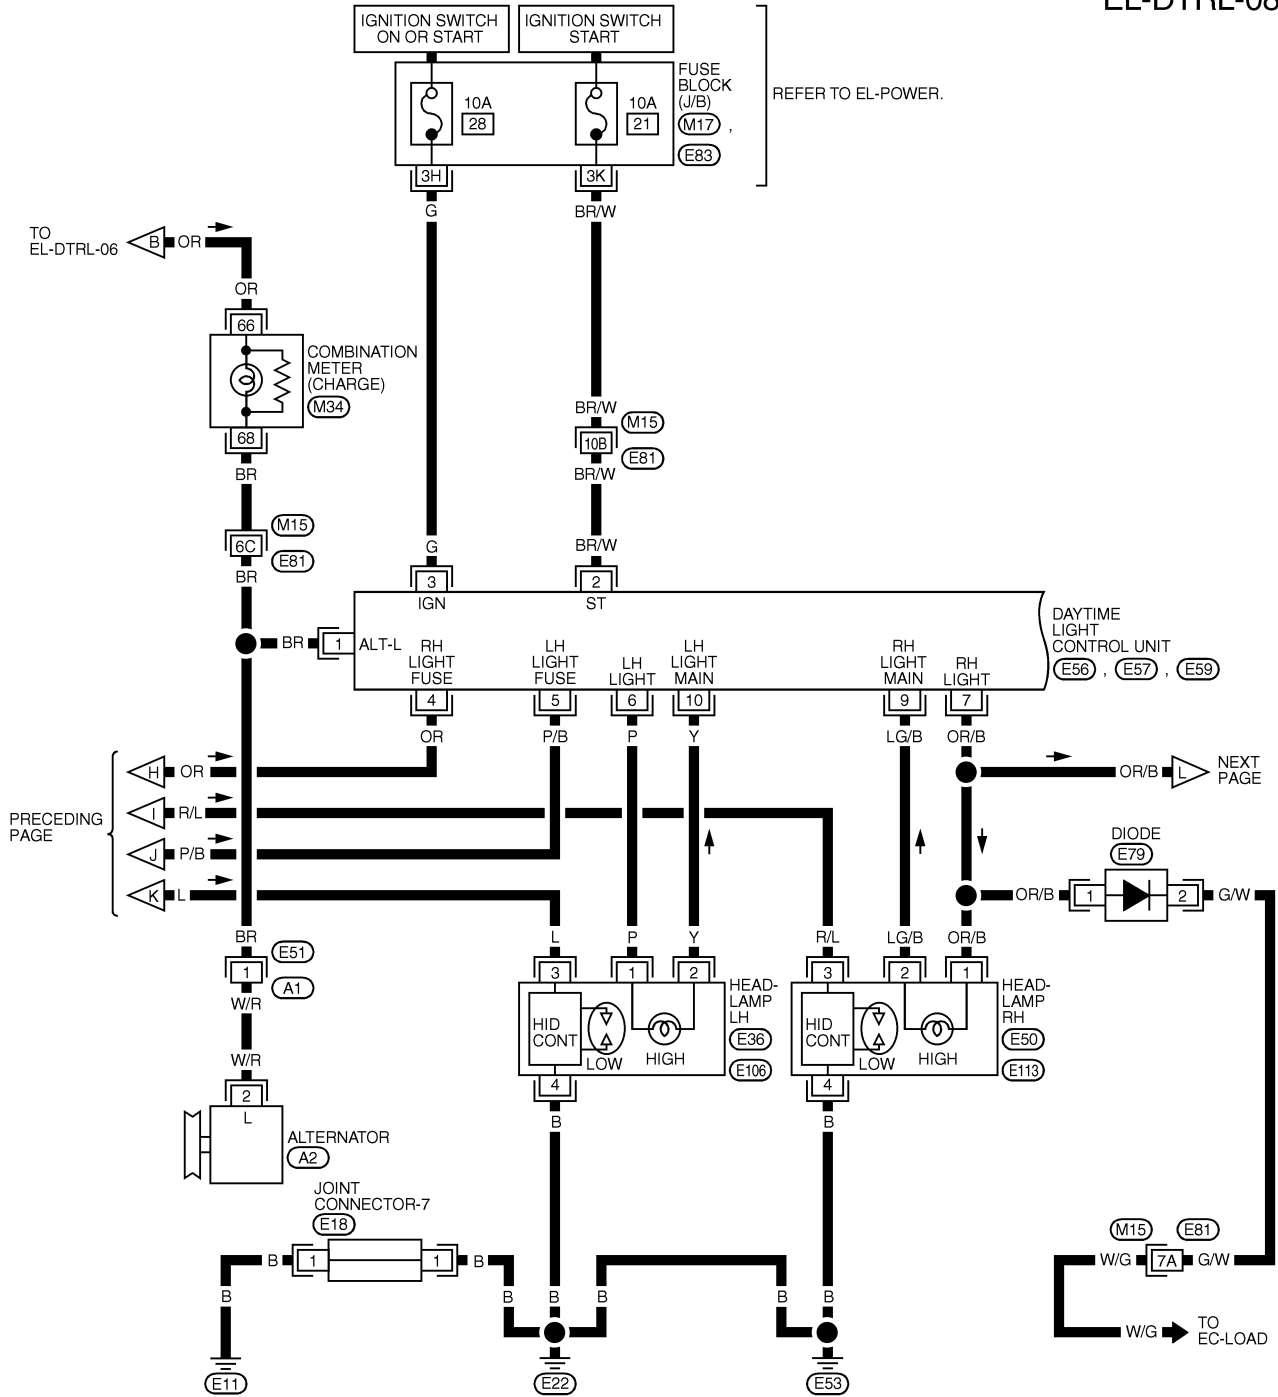 EL-DTRL-08
IGNITION SWITCH
ON OR START
IGNITION SWITCH
START
FUSE
BLOCK
(J/B)
M17 ,
E83
REFER TO EL-POWER.
10A
28
10A
21
3H
3K
G
BR/W
TO
EL-DTRL-06
B
OR
OR
66
COMBINATION
METER
(CHARGE)
M34
68
BR
BR/W
M15
10B
E81
BR/W
M15
6C
E81
BR
G
BR/W
3
2
IGN
ST
BR
1
ALT-L
RH
LIGHT
FUSE
LH
LIGHT
FUSE
LH
LIGHT
LH
LIGHT
MAIN
RH
LIGHT
MAIN
RH
LIGHT
DAYTIME
LIGHT
CONTROL UNIT
E56 , E57 , E59
4
5
6
10
9
7
OR
P/B
P
Y
LG/B
OR/B
PRECEDING
PAGE
H
OR
I
R/L
J
P/B
K
L
OR/B
L
NEXT
PAGE
DIODE
E79
OR/B
1
2
G/W
BR
E51
1
A1
W/R
W/R
2
L
ALTERNATOR
A2
L
P
Y
R/L
LG/B
OR/B
3
1
2
3
2
1
HID
CONT
LOW
HIGH
HEAD-
LAMP
LH
E36
E106
HID
CONT
LOW
HIGH
HEAD-
LAMP
RH
E50
E113
4
4
B
B
JOINT
CONNECTOR-7
E18
B
1
1
B
B
B
B
B
B
B
E11
E22
E53
M15
E81
W/G
7A
G/W
W/G
TO
EC-LOAD